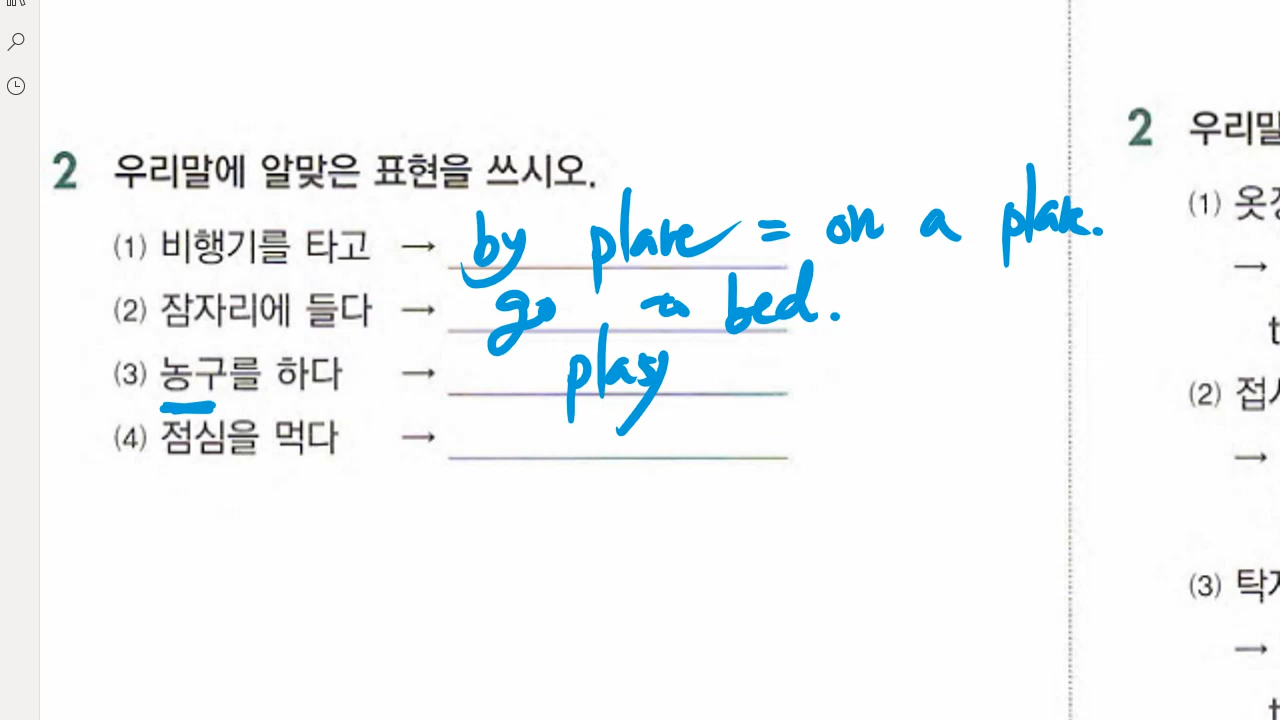 2 우리말에 알맞은 표현을 쓰시오.
(1) 비행기를 타고 → by plane = on a plane.
(2) 잠자리에 들다 → go to bed.
(3) 농구를 하다 → play
(4) 점심을 먹다 →
2 우리말
(1) 옷장
→
t
(2) 접시
→
(3) 탁자
→
t